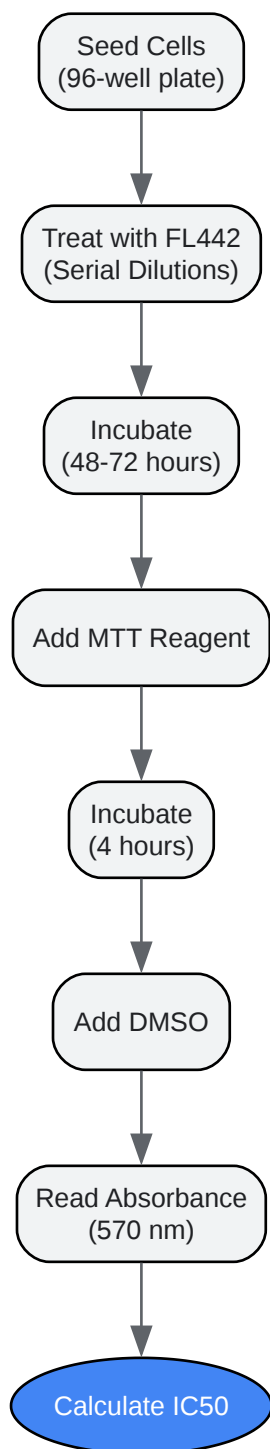 Seed Cells
(96-well plate)
Treat with FL442
(Serial Dilutions)
Incubate
(48-72 hours)
Add MTT Reagent
Incubate
(4 hours)
Add DMSO
Read Absorbance
(570 nm)
Calculate IC50